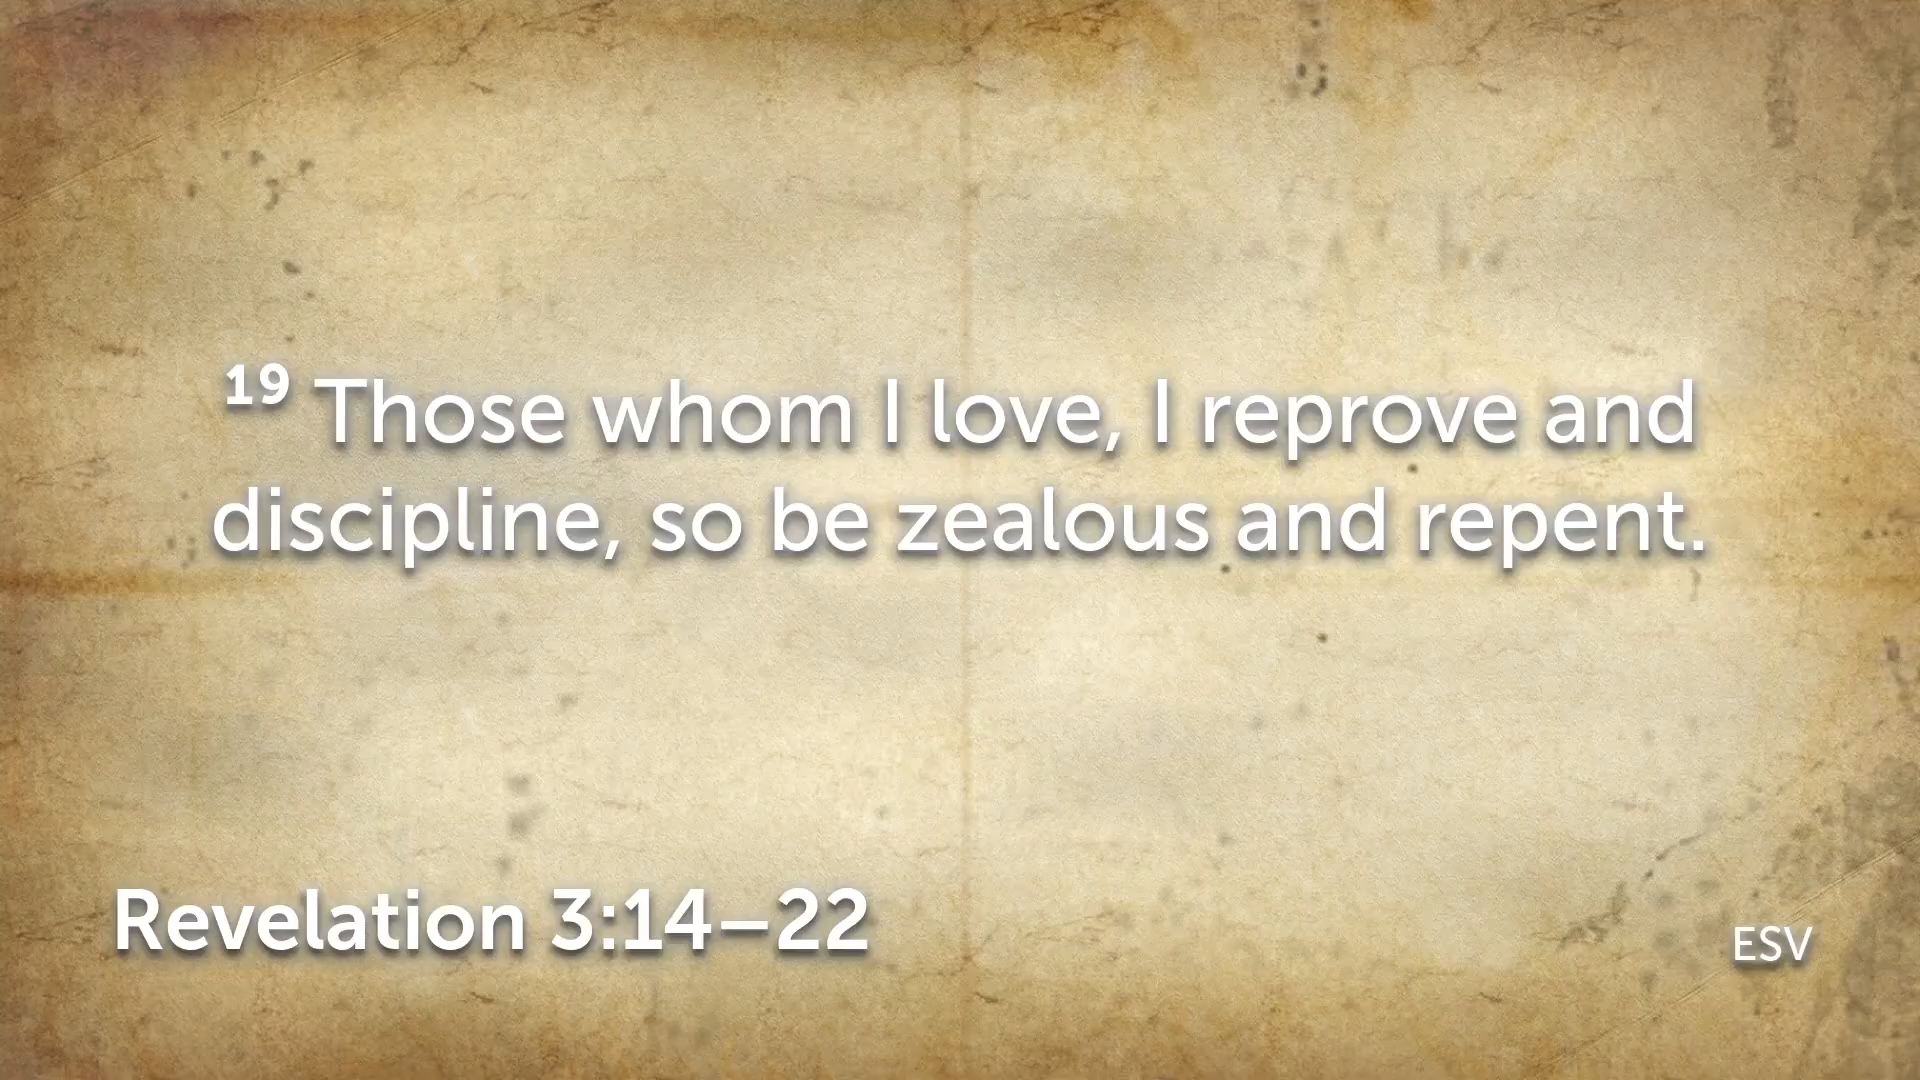 19 Those whom I love, I reprove and
discipline, so be zealous and repent.
Revelation 3:14–22
ESV